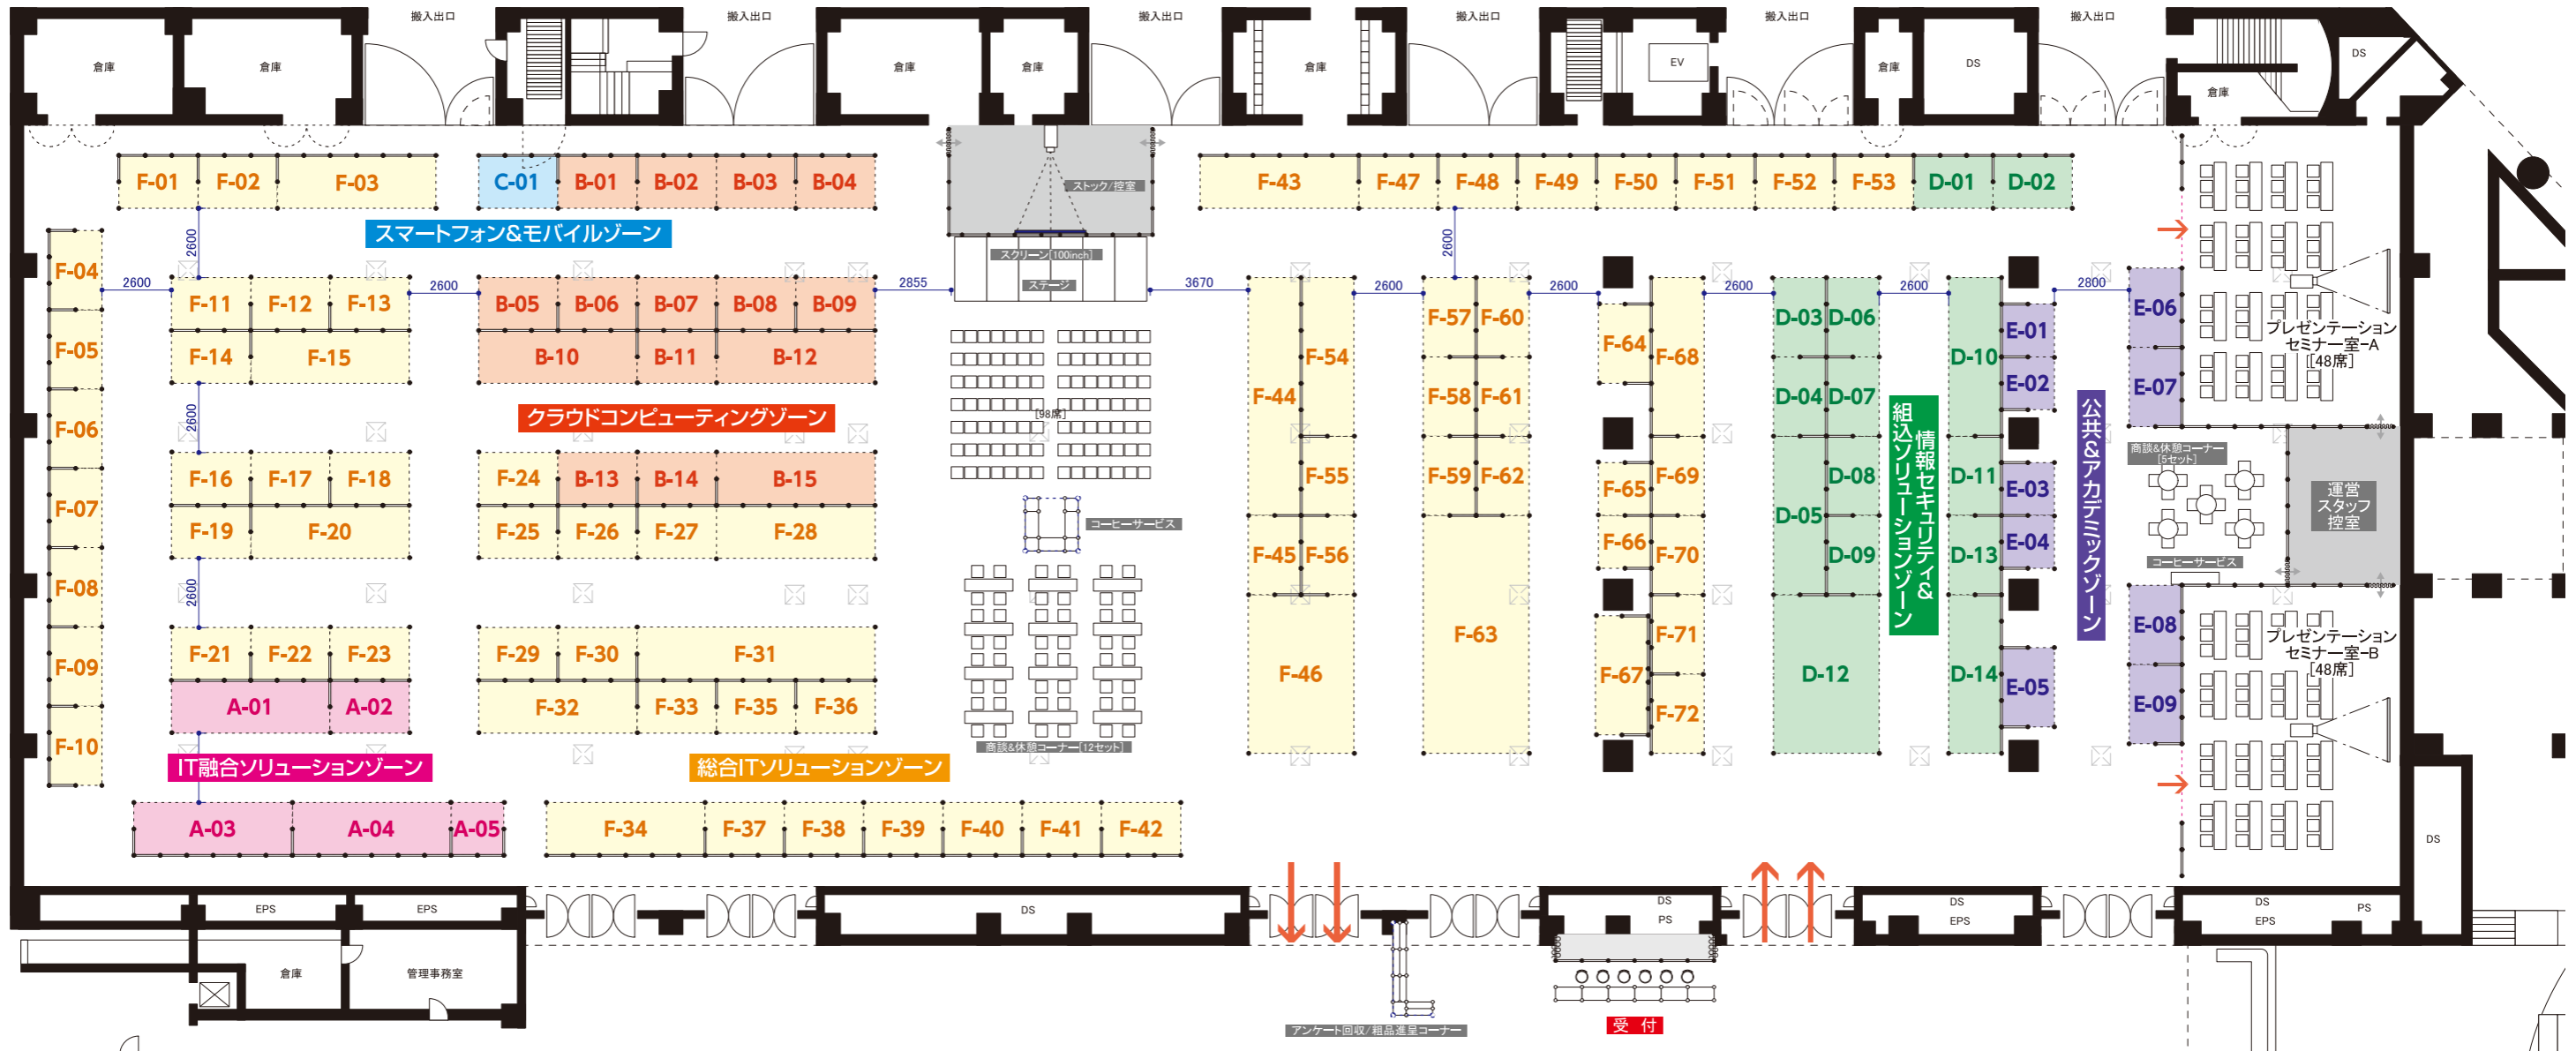 搬入出口
搬入出口
搬入出口
搬入出口
搬入出口
搬入出口
倉庫
倉庫
倉庫
倉庫
倉庫
EV
倉庫
DS
倉庫
DS
F-01
F-02
F-03
C-01
B-01
B-02
B-03
B-04
ストック/控室
F-43
F-47
F-48
F-49
F-50
F-51
F-52
F-53
D-01
D-02
スマートフォン&モバイルゾーン
2600
スクリーン[100inch]
ステージ
2600
F-04
F-05
F-06
F-07
F-08
F-09
F-10
2600
F-11
F-12
F-13
F-14
F-15
2600
B-05
B-06
B-07
B-08
B-09
B-10
B-11
B-12
2855
3670
クラウドコンピューティングゾーン
2600
[98席]
F-16
F-17
F-18
F-19
F-20
F-24
B-13
B-14
B-15
F-25
F-26
F-27
F-28
コーヒーサービス
2600
F-21
F-22
F-23
A-01
A-02
F-29
F-30
F-31
F-32
F-33
F-35
F-36
商談&休憩コーナー[12セット]
IT融合ソリューションゾーン
総合ITソリューションゾーン
A-03
A-04
A-05
F-34
F-37
F-38
F-39
F-40
F-41
F-42
F-44
F-54
F-55
F-45
F-56
F-46
2600
F-57
F-60
F-58
F-61
F-59
F-62
F-63
2600
F-64
F-65
F-66
F-67
F-68
F-69
F-70
F-71
F-72
2600
D-03
D-06
D-04
D-07
D-05
D-08
D-09
D-12
2600
情報セキュリティ&
組込ソリューションゾーン
D-10
D-11
D-13
D-14
E-01
E-02
E-03
E-04
E-05
2800
公共&アカデミックゾーン
E-06
E-07
プレゼンテーション
セミナー室-A
[48席]
商談&休憩コーナー
[5セット]
運営
スタッフ
控室
コーヒーサービス
E-08
E-09
プレゼンテーション
セミナー室-B
[48席]
DS
EPS
EPS
DS
DS
PS
DS
EPS
DS
EPS
PS
倉庫
管理事務室
アンケート回収/粗品進呈コーナー
受 付